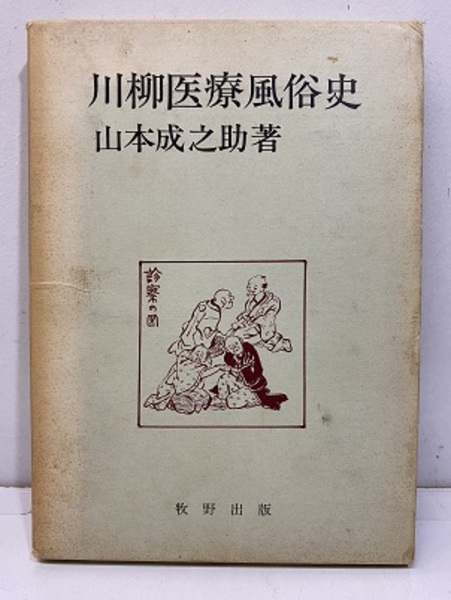 川柳医療風俗史
山本成之助著
診察の図
牧野出版